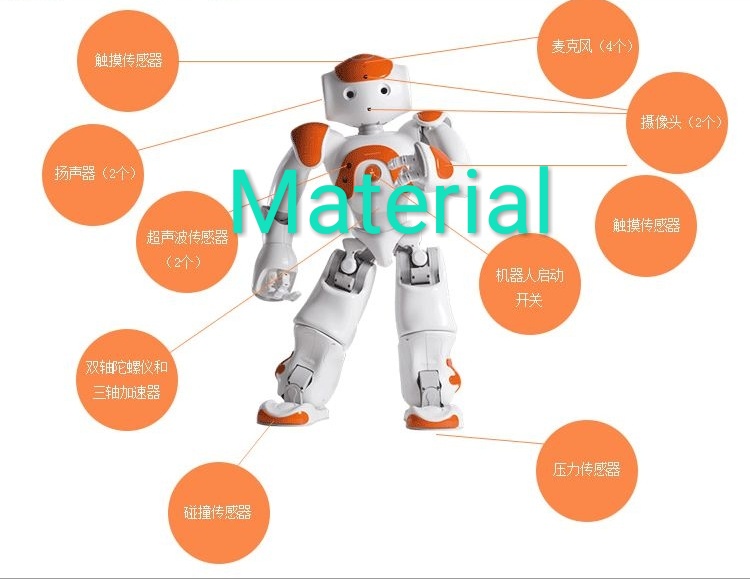 触摸传感器
麦克风（4个）
摄像头（2个）
扬声器（2个）
Material
触摸传感器
超声波传感器
（2个）
机器人启动
开关
双轴陀螺仪和
三轴加速器
压力传感器
碰撞传感器